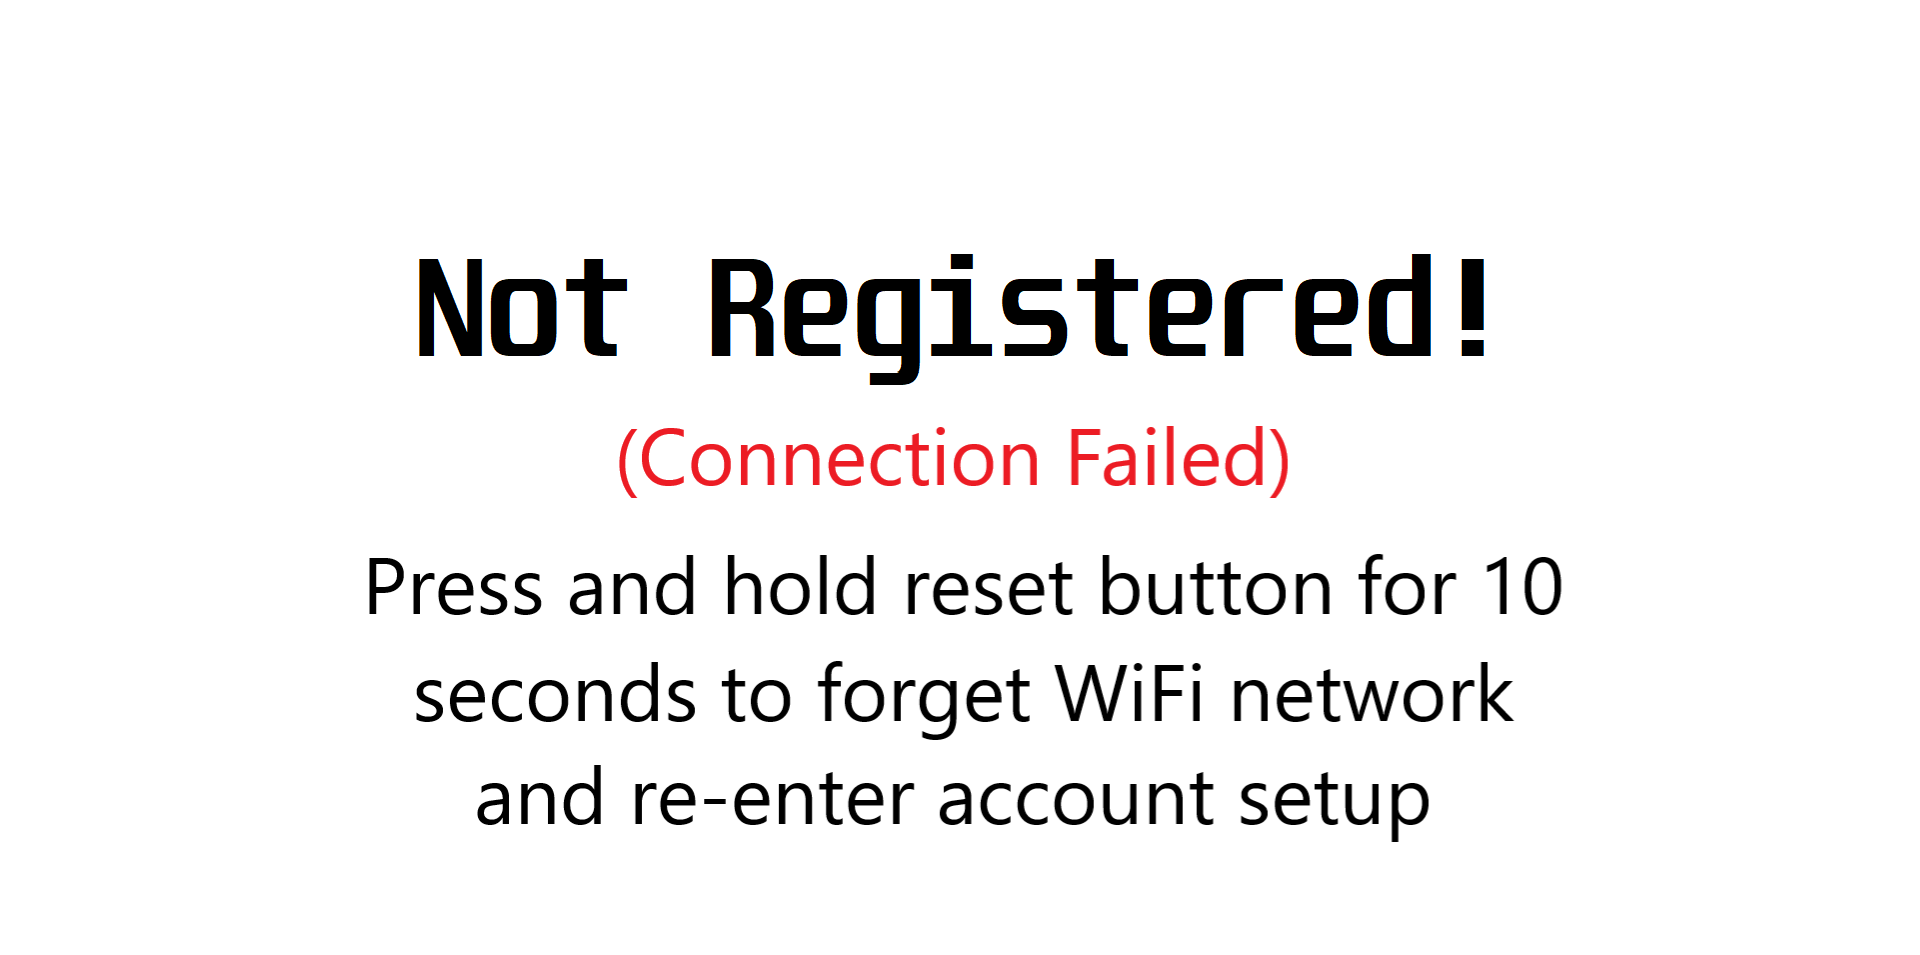 Not Registered!
(Connection Failed)
Press and hold reset button for 10
seconds to forget WiFi network
and re-enter account setup